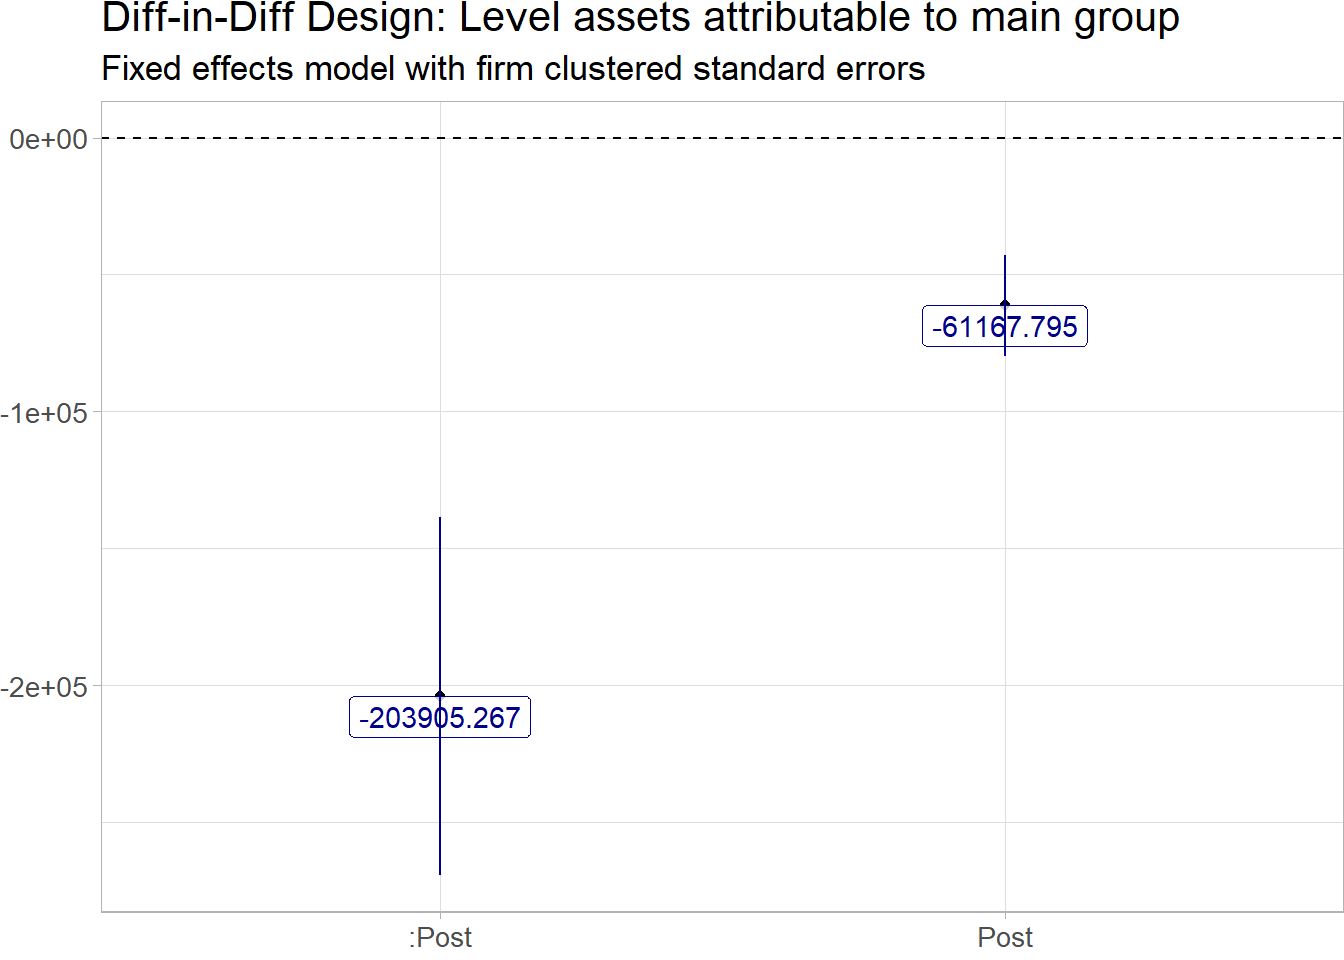 Diff-in-Diff Design: Level assets attributable to main group
Fixed effects model with firm clustered standard errors
0e+00
-61167.795
-1e+05
-2e+05
-203905.267
:Post
Post